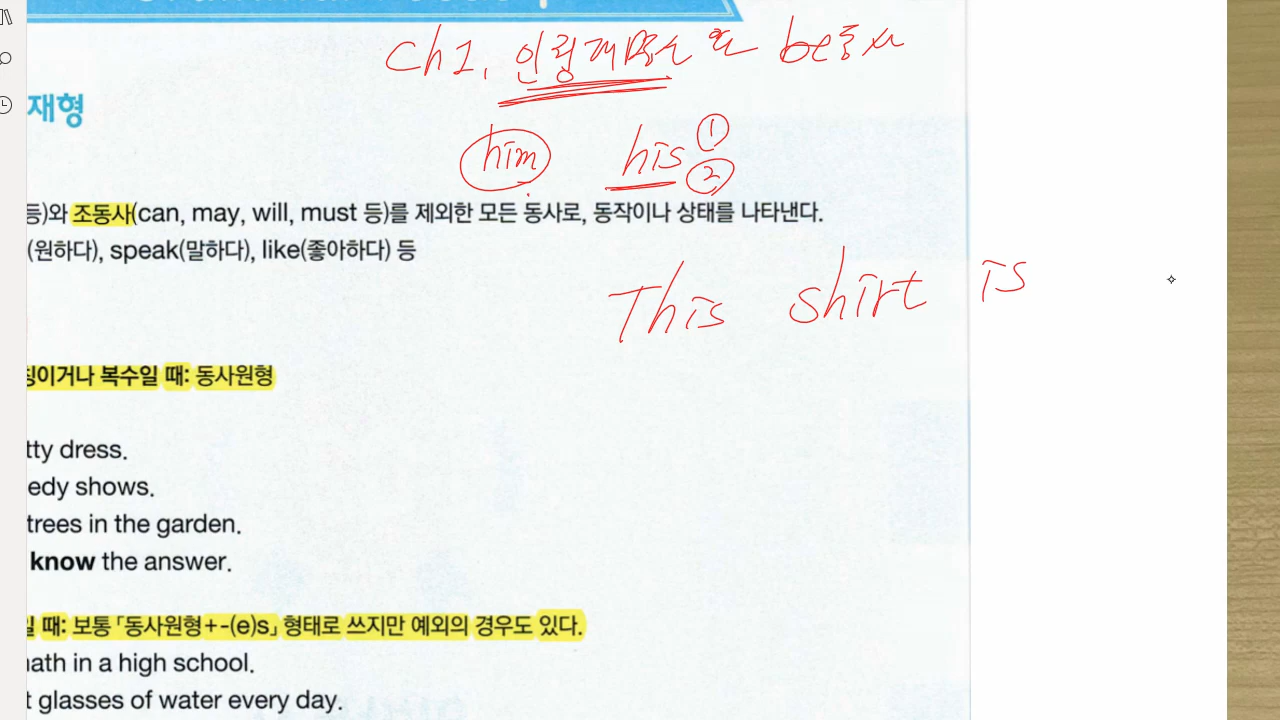 Ch1. 인칭대명사 와 be동사
재형
him his ①
②
등)와 조동사(can, may, will, must 등)를 제외한 모든 동사로, 동작이나 상태를 나타낸다.
(원하다), speak(말하다), like(좋아하다) 등
This shirt is
칭이거나 복수일 때: 동사원형
tty dress.
edy shows.
trees in the garden.
know the answer.
일 때: 보통 「동사원형+-(e)s」 형태로 쓰지만 예외의 경우도 있다.
ath in a high school.
t glasses of water every day.